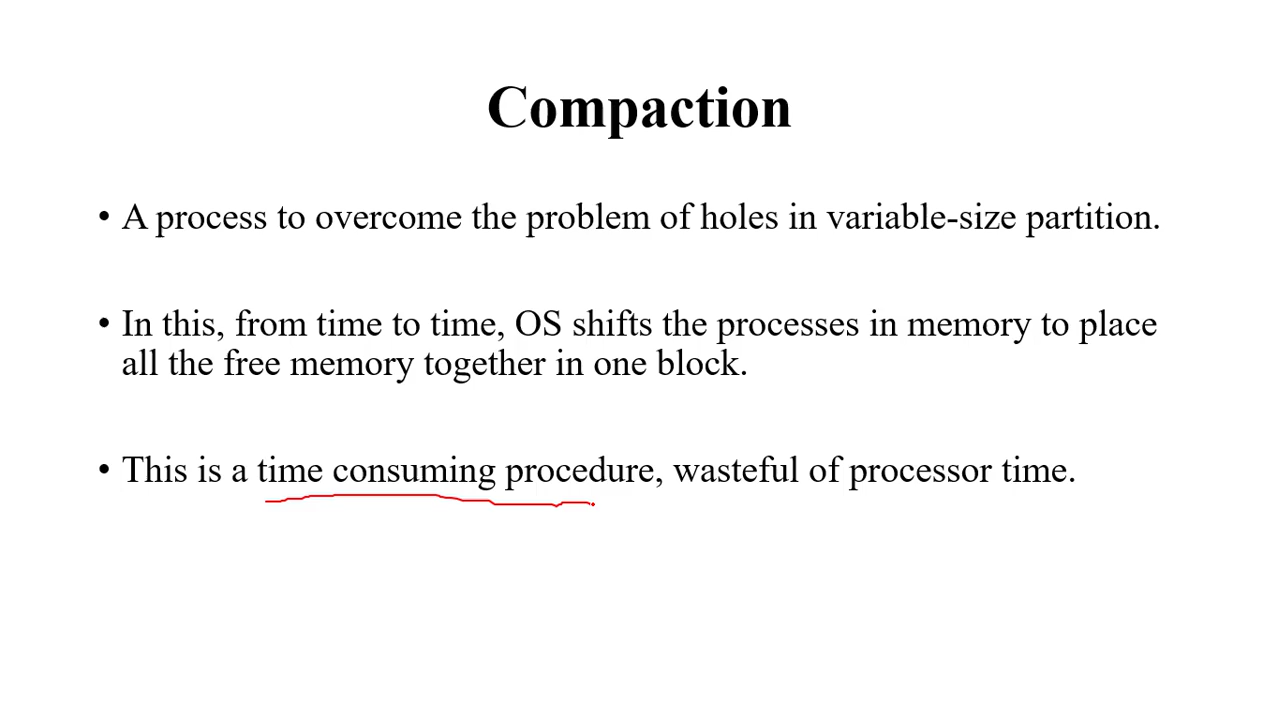 Compaction
• A process to overcome the problem of holes in variable-size partition.
• In this, from time to time, OS shifts the processes in memory to place
all the free memory together in one block.
• This is a time consuming procedure, wasteful of processor time.